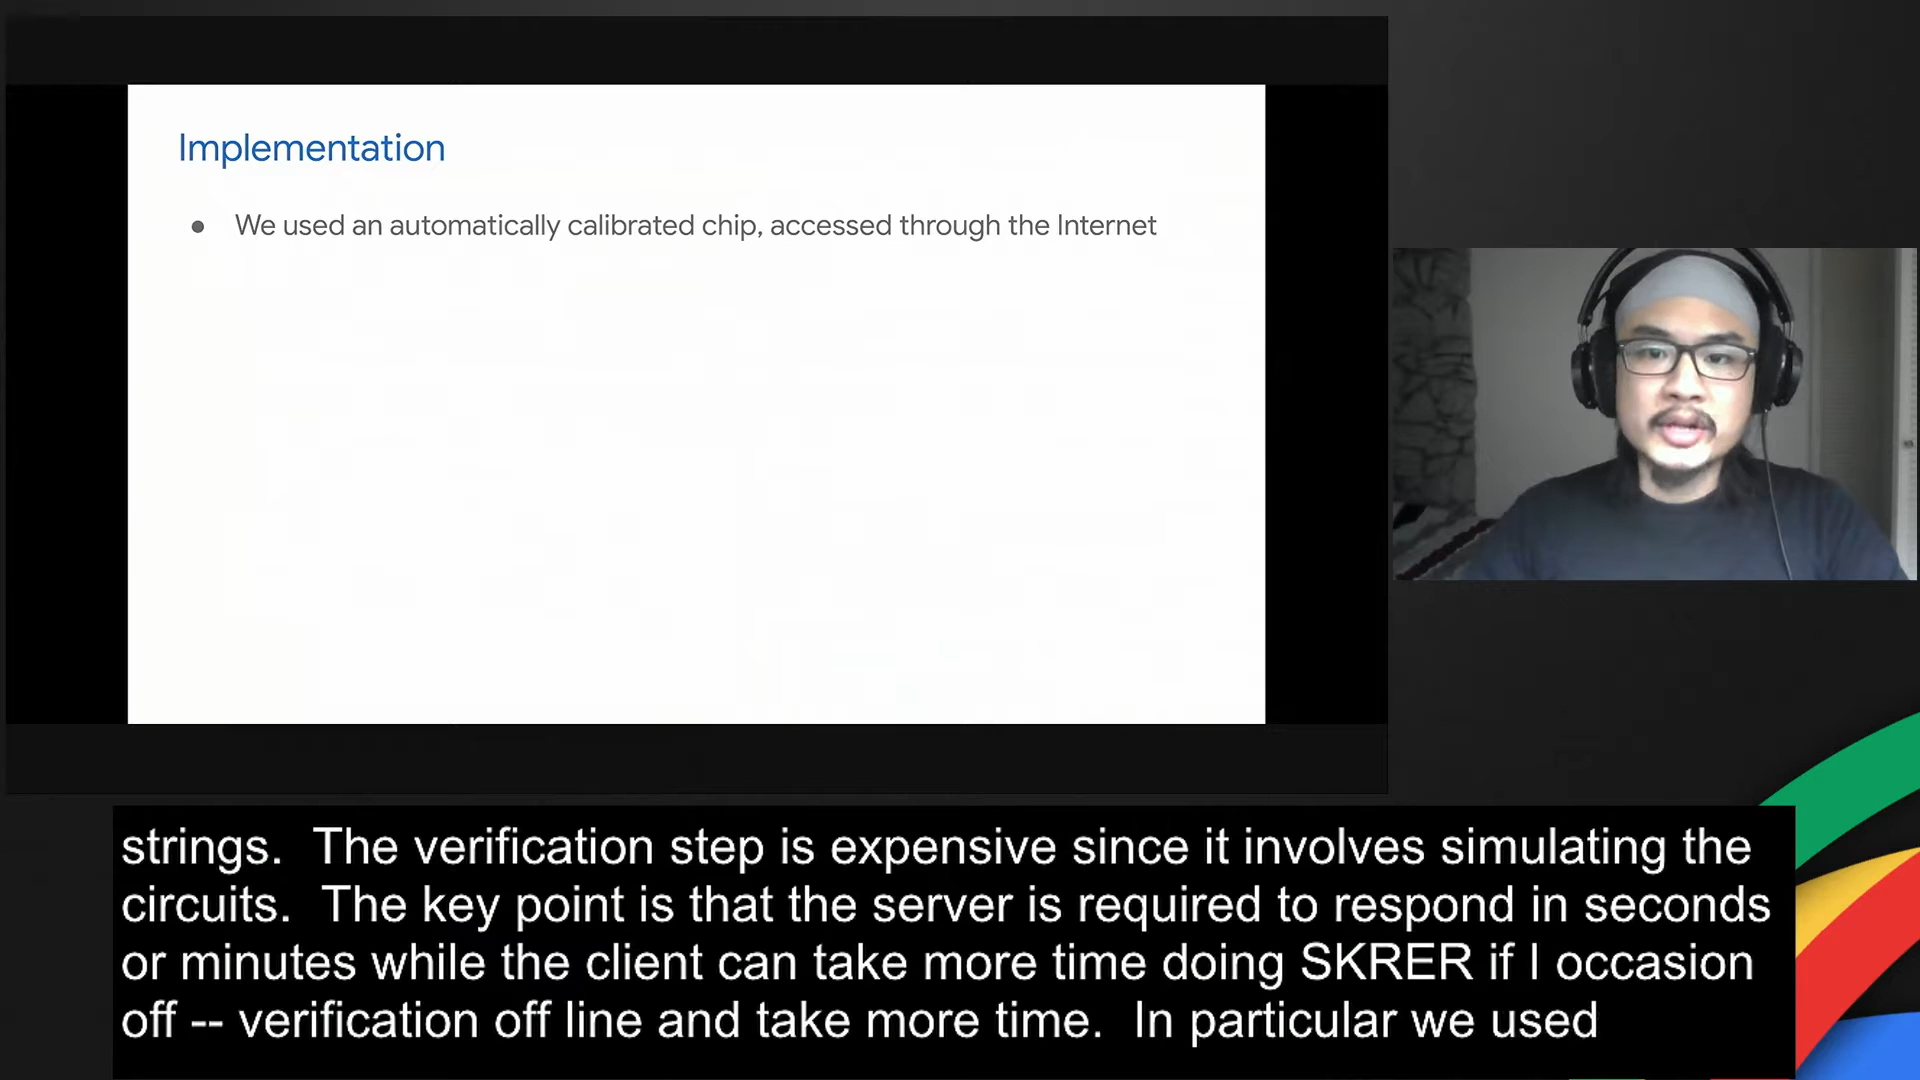 Implementation
● We used an automatically calibrated chip, accessed through the Internet
strings.  The verification step is expensive since it involves simulating the
circuits.  The key point is that the server is required to respond in seconds
or minutes while the client can take more time doing SKRER if I occasion
off -- verification off line and take more time.  In particular we used